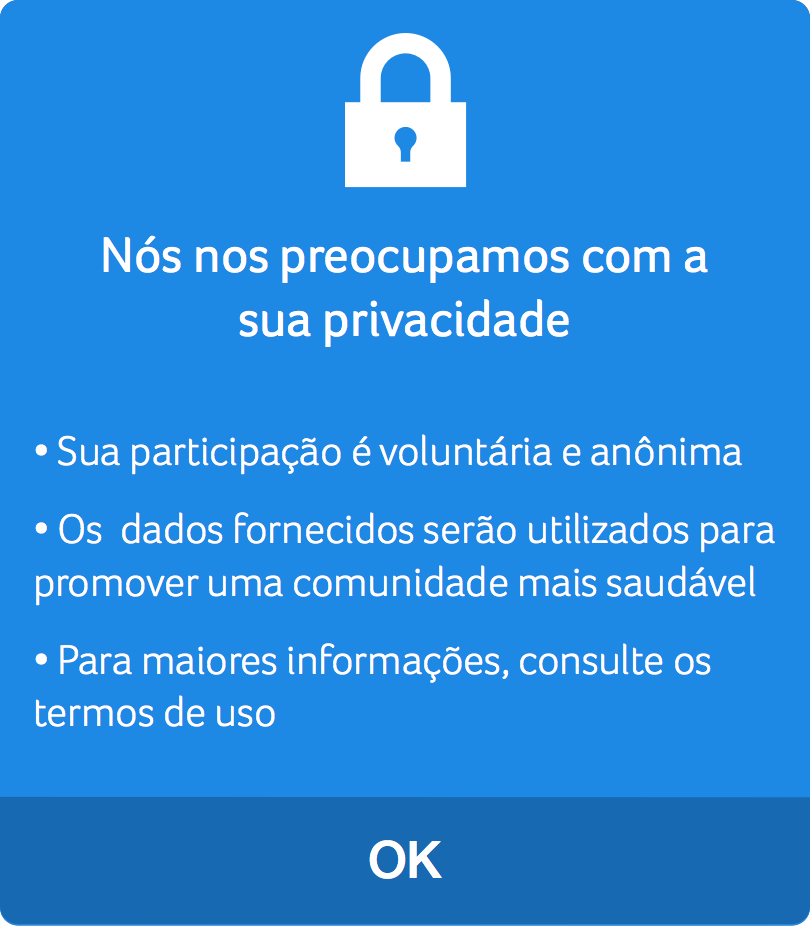 Nós nos preocupamos com a
sua privacidade
• Sua participação é voluntária e anônima
• Os  dados fornecidos serão utilizados para
promover uma comunidade mais saudável
• Para maiores informações, consulte os
termos de uso
OK